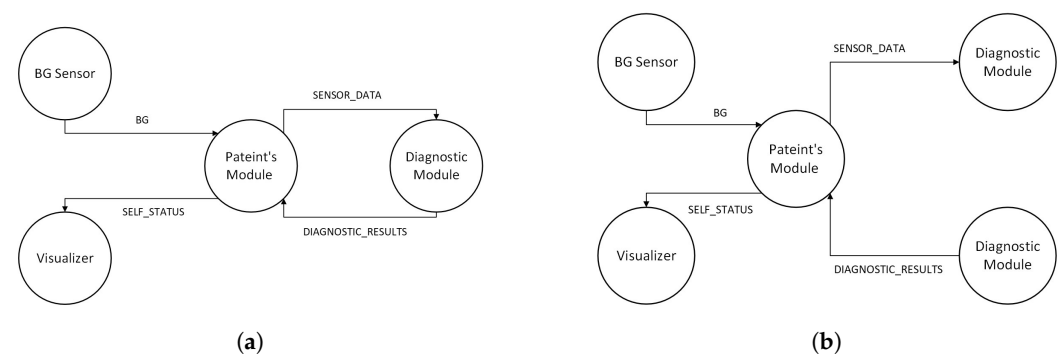 BG Sensor
BG
SENSOR_DATA
Pateint's
Module
Diagnostic
Module
SELF_STATUS
DIAGNOSTIC_RESULTS
Visualizer
(a)
BG Sensor
BG
SENSOR_DATA
Diagnostic
Module
Pateint's
Module
SELF_STATUS
DIAGNOSTIC_RESULTS
Diagnostic
Module
Visualizer
(b)